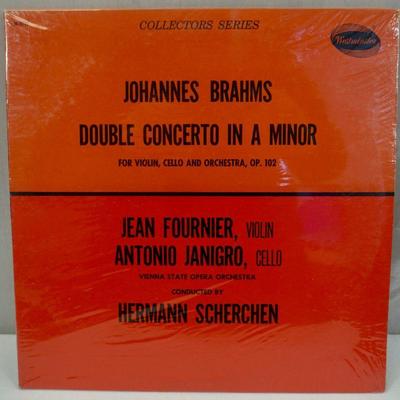 COLLECTORS SERIES
Westminster
JOHANNES BRAHMS
DOUBLE CONCERTO IN A MINOR
FOR VIOLIN, CELLO AND ORCHESTRA, OP. 102
JEAN FOURNIER, VIOLIN
ANTONIO JANIGRO, CELLO
VIENNA STATE OPERA ORCHESTRA
CONDUCTED BY
HERMANN SCHERCHEN